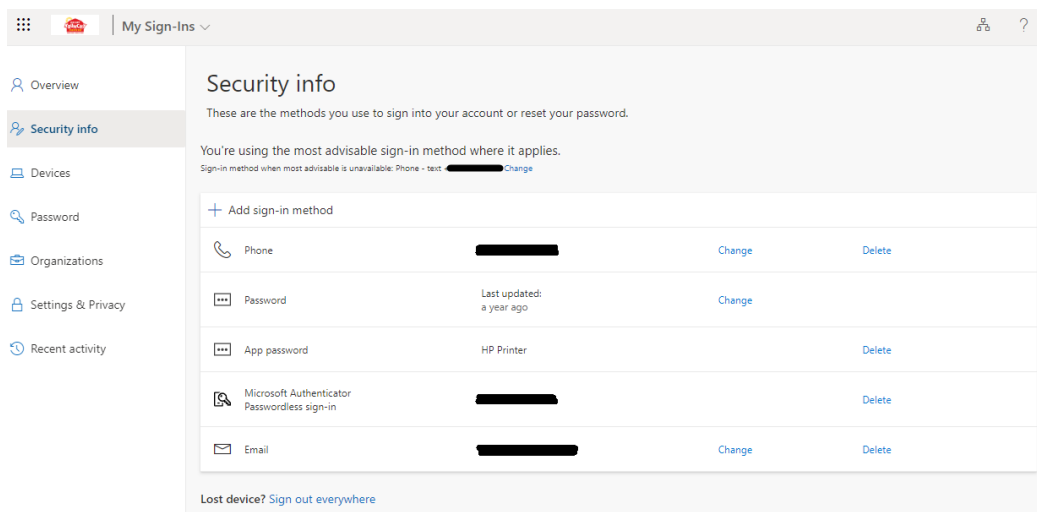 My Sign-Ins
?
Overview
Security info
Devices
Password
Organizations
Settings & Privacy
Recent activity
Security info
These are the methods you use to sign into your account or reset your password.
You're using the most advisable sign-in method where it applies.
Sign-in method when most advisable is unavailable: Phone - text Change
Add sign-in method
Phone Change Delete
Password Last updated: Change
a year ago
App password HP Printer Delete
Microsoft Authenticator
Passwordless sign-in Delete
Email Change Delete
Lost device? Sign out everywhere